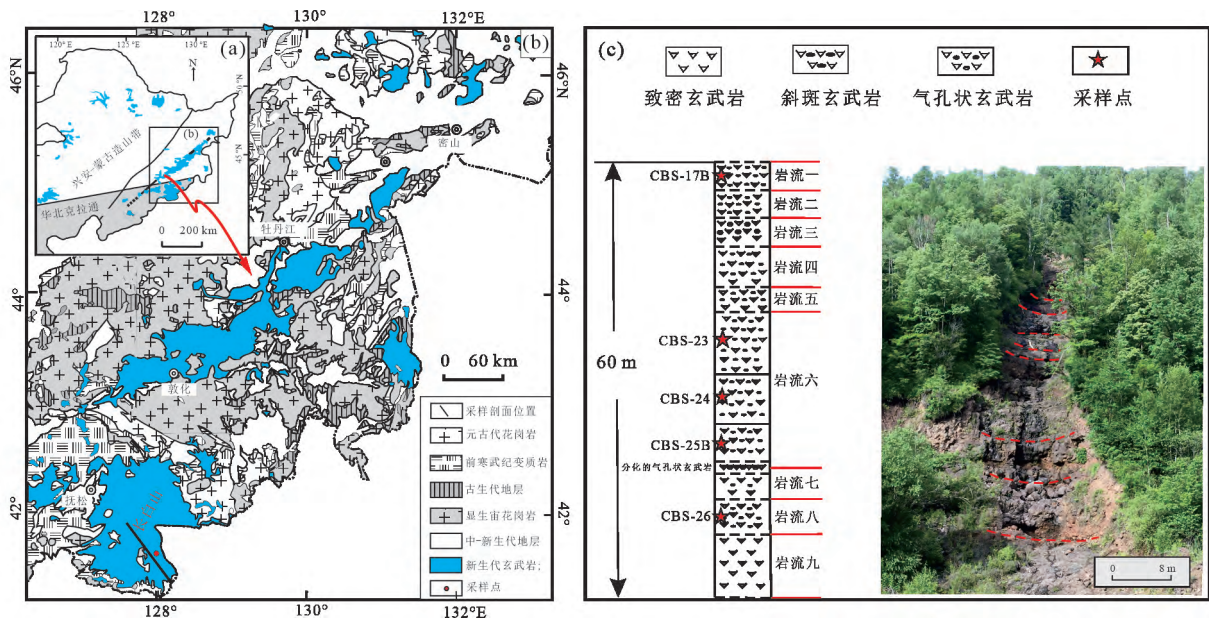 128°
130°
132°E
(a)
120°E
125°E
130°E
N
50°N
45°N
兴安-蒙古造山带
(b)
华北克拉通
0 200 km
(b)
46°N
44°
42°
46°N
44°
42°
密山
牡丹江
敦化
抚松
长白山
0 60 km
采样剖面位置
元古代花岗岩
前寒武纪变质岩
古生代地层
显生宙花岗岩
中-新生代地层
新生代玄武岩;
采样点
128°
130°
132°E
(c)
致密玄武岩
斜斑玄武岩
气孔状玄武岩
采样点
60 m
CBS-17B
CBS-23
CBS-24
CBS-25B
分化的气孔状玄武岩
CBS-26
岩流一
岩流二
岩流三
岩流四
岩流五
岩流六
岩流七
岩流八
岩流九
0 8 m